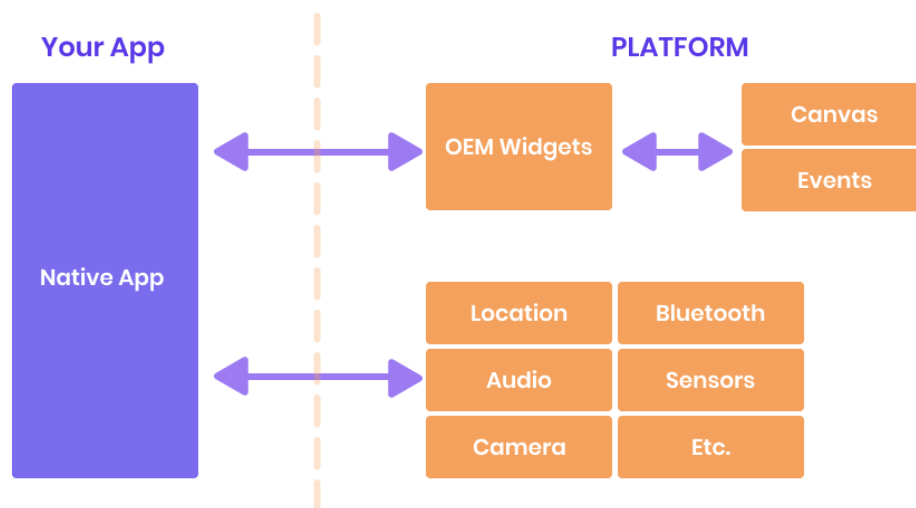 Your App
PLATFORM
Native App
OEM Widgets
Canvas
Events
Location
Bluetooth
Audio
Sensors
Camera
Etc.